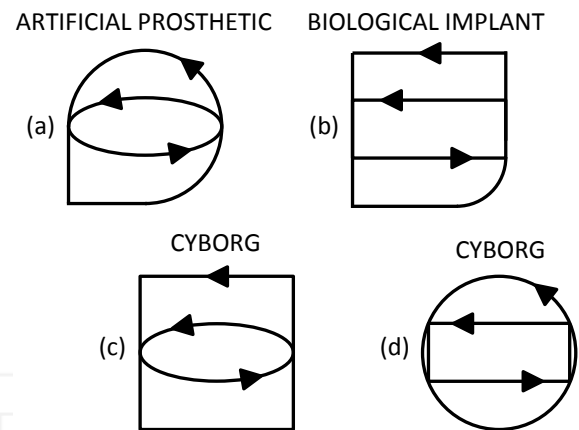 ARTIFICIAL PROSTHETIC
BIOLOGICAL IMPLANT
(a)
(b)
CYBORG
CYBORG
(c)
(d)